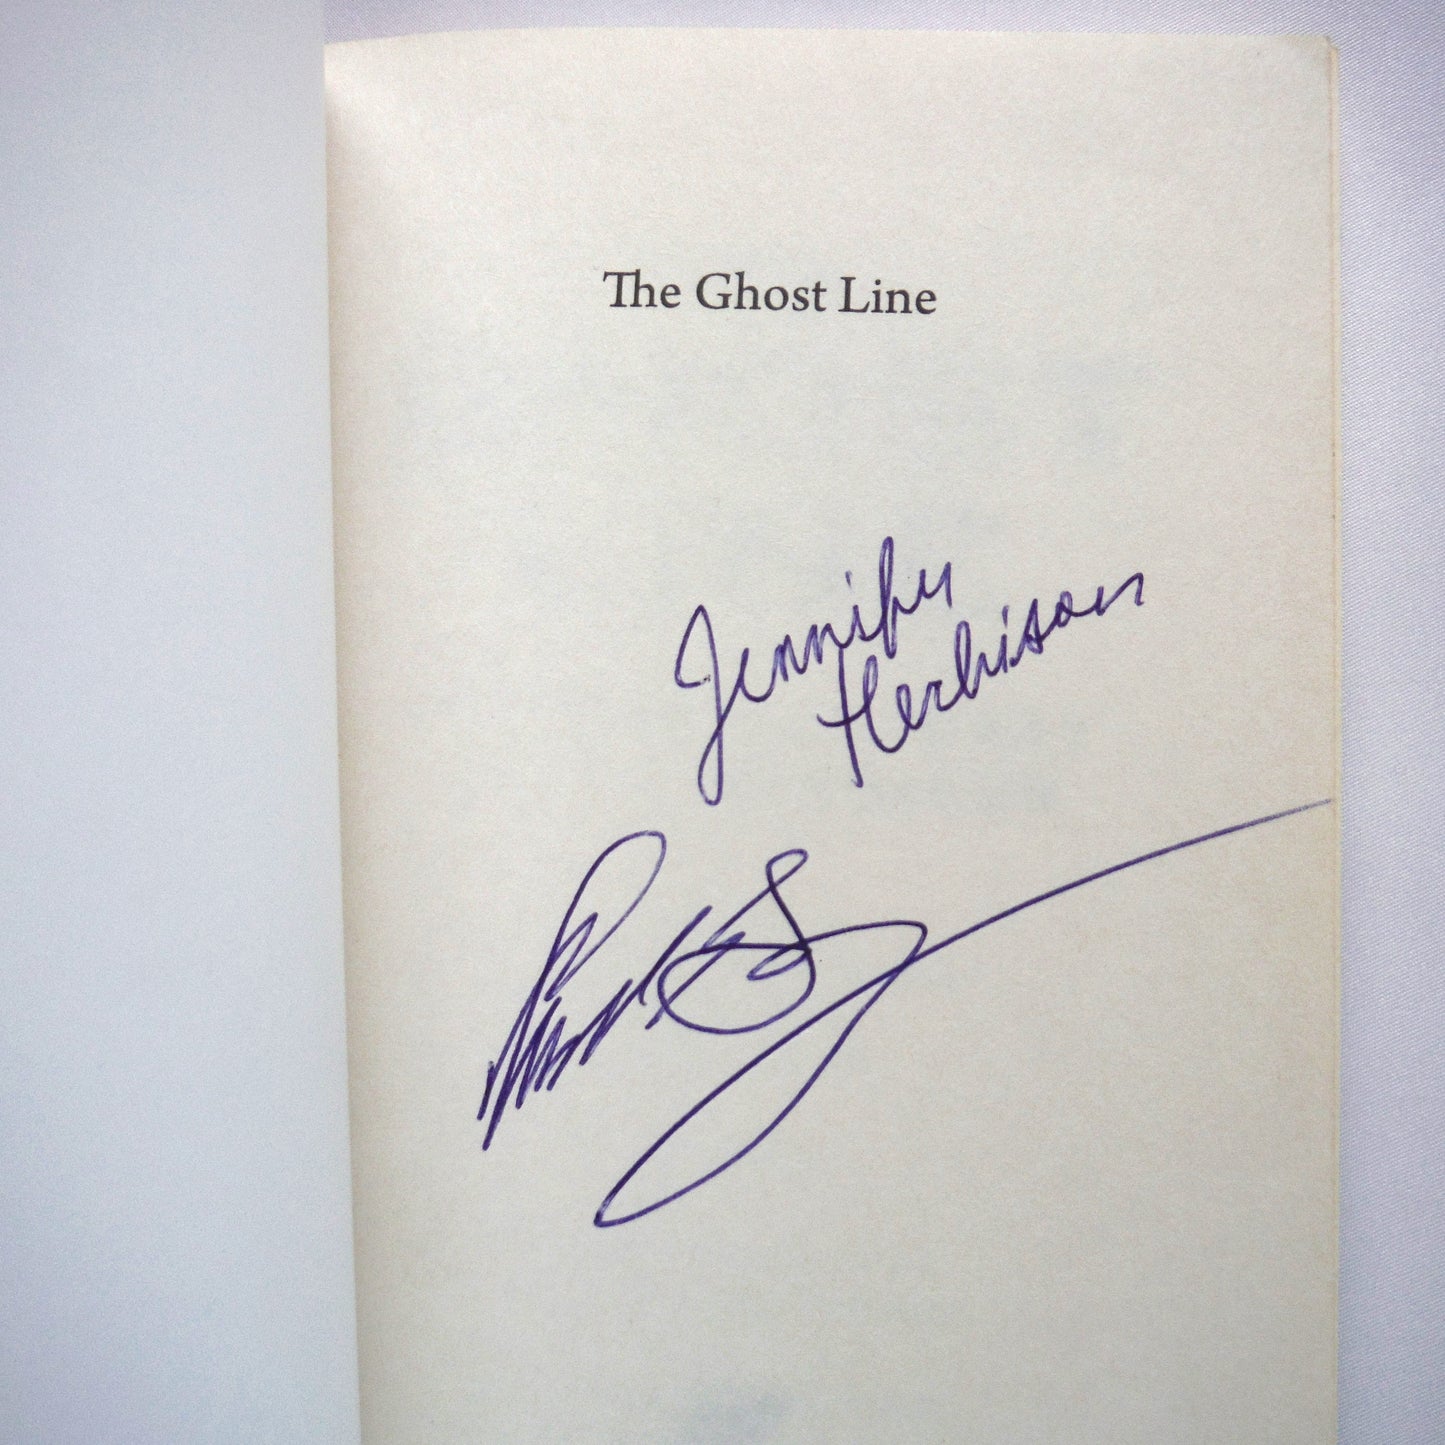 The Ghost Line
Jennifer
Herbison